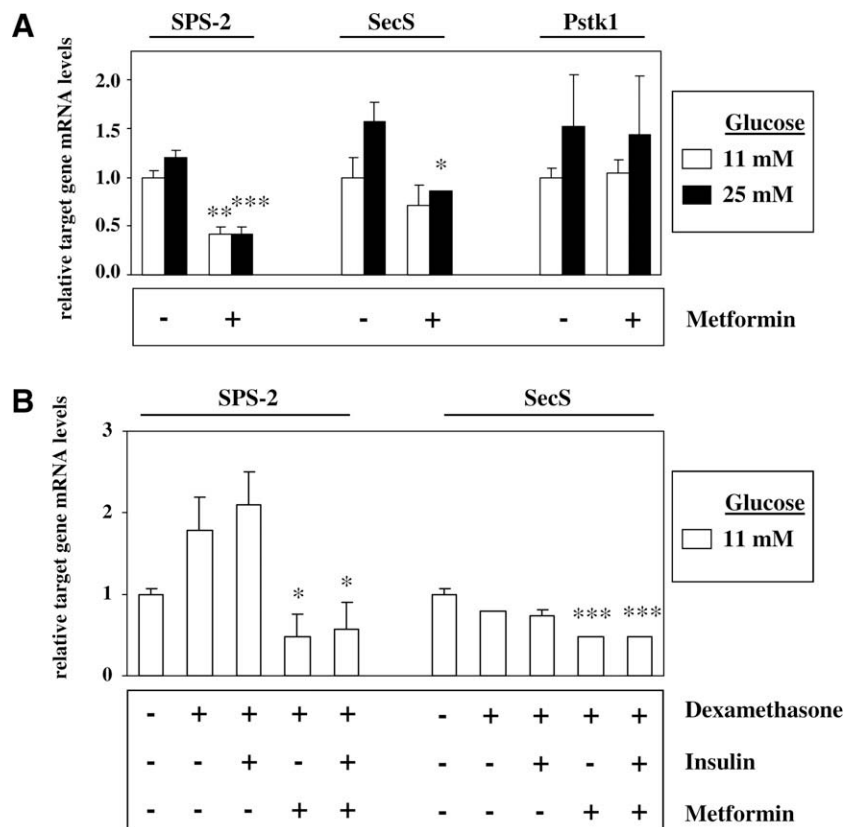 A
SPS-2 SecS Pstk1
relative target gene mRNA levels
2.0
1.5
1.0
0.5
0.0
** *** *
Glucose
11 mM
25 mM
- + - + - + Metformin
B
SPS-2 SecS
relative target gene mRNA levels
3
2
1
0
* * *** ***
Glucose
11 mM
- + + + + - + + + + Dexamethasone
- - + - + - - + - + Insulin
- - - + + - - - + + Metformin